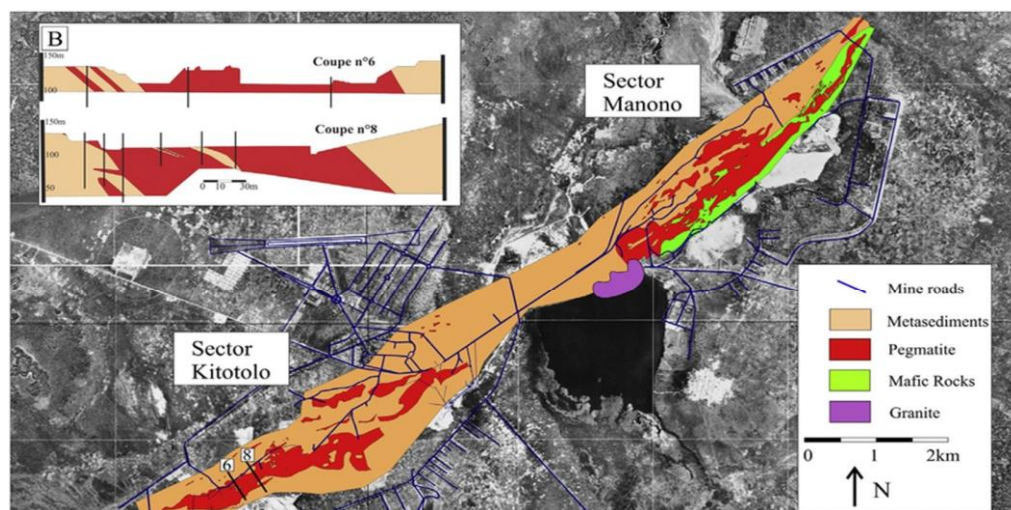 B
Coupe n°6
150m
100
Coupe n°8
150m
100
50
0 10 30m
Sector
Manono
Sector
Kitotolo
6
8
Mine roads
Metasediments
Pegmatite
Mafic Rocks
Granite
0 1 2km
N